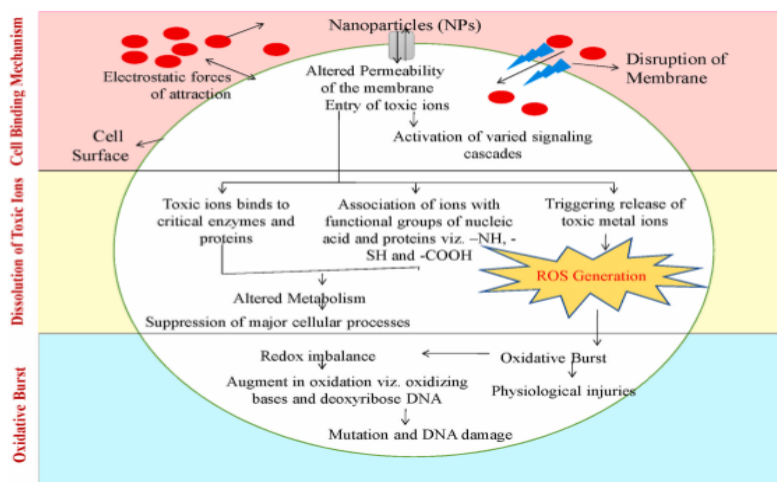 Cell Binding Mechanism
Nanoparticles (NPs)
Electrostatic forces
of attraction
Altered Permeability
of the membrane
Entry of toxic ions
Disruption of
Membrane
Cell
Surface
Activation of varied signaling
cascades
Dissolution of Toxic Ions
Toxic ions binds to
critical enzymes and
proteins
Association of ions with
functional groups of nucleic
acid and proteins viz. –NH, -
SH and -COOH
Triggering release of
toxic metal ions
ROS Generation
Altered Metabolism
Suppression of major cellular processes
Oxidative Burst
Redox imbalance
Oxidative Burst
Augment in oxidation viz. oxidizing
bases and deoxyribose DNA
Physiological injuries
Mutation and DNA damage